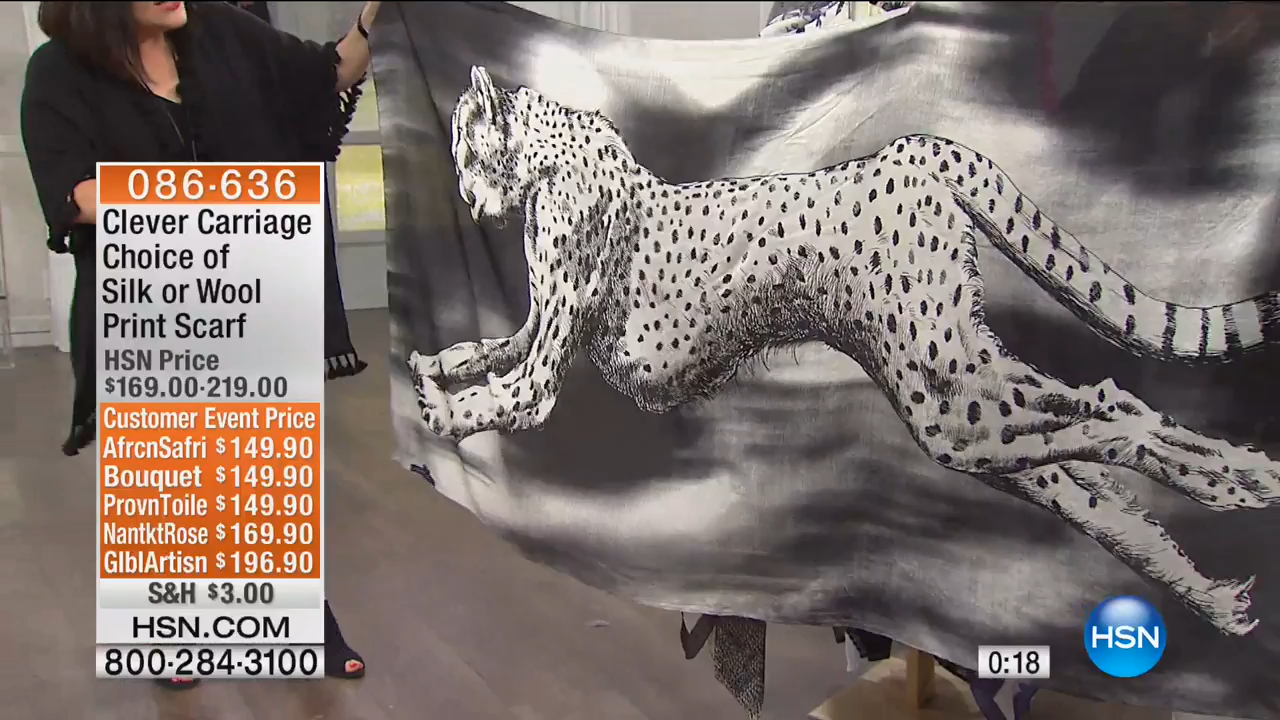 086-636
Clever Carriage
Choice of
Silk or Wool
Print Scarf
HSN Price
$169.00-219.00
Customer Event Price
AfrcnSafri $149.90
Bouquet $149.90
ProvnToile $149.90
NantktRose $169.90
GlblArtisn $196.90
S&H $3.00
HSN.COM
800-284-3100
0:18
HSN